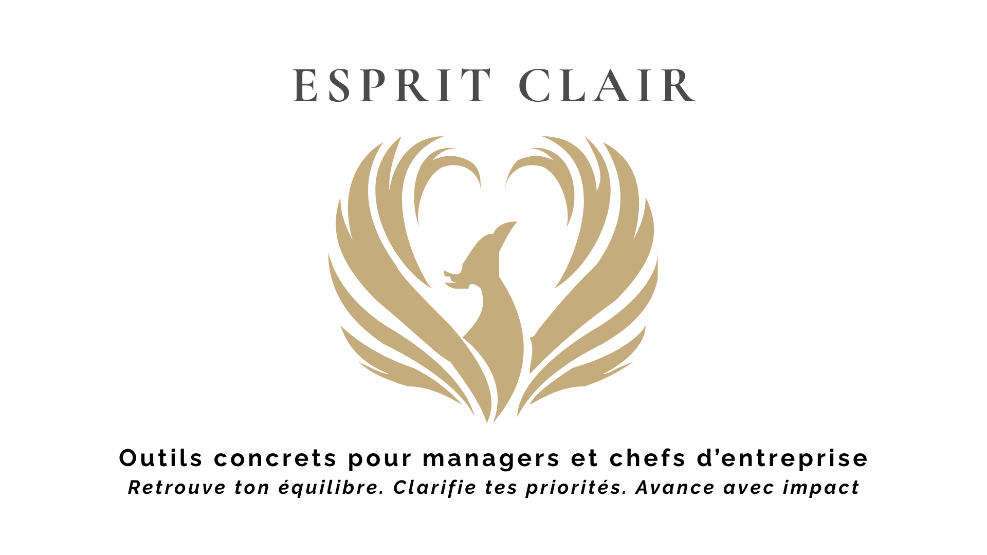 ESPRIT CLAIR
Outils concrets pour managers et chefs d’entreprise
Retrouve ton équilibre. Clarifie tes priorités. Avance avec impact